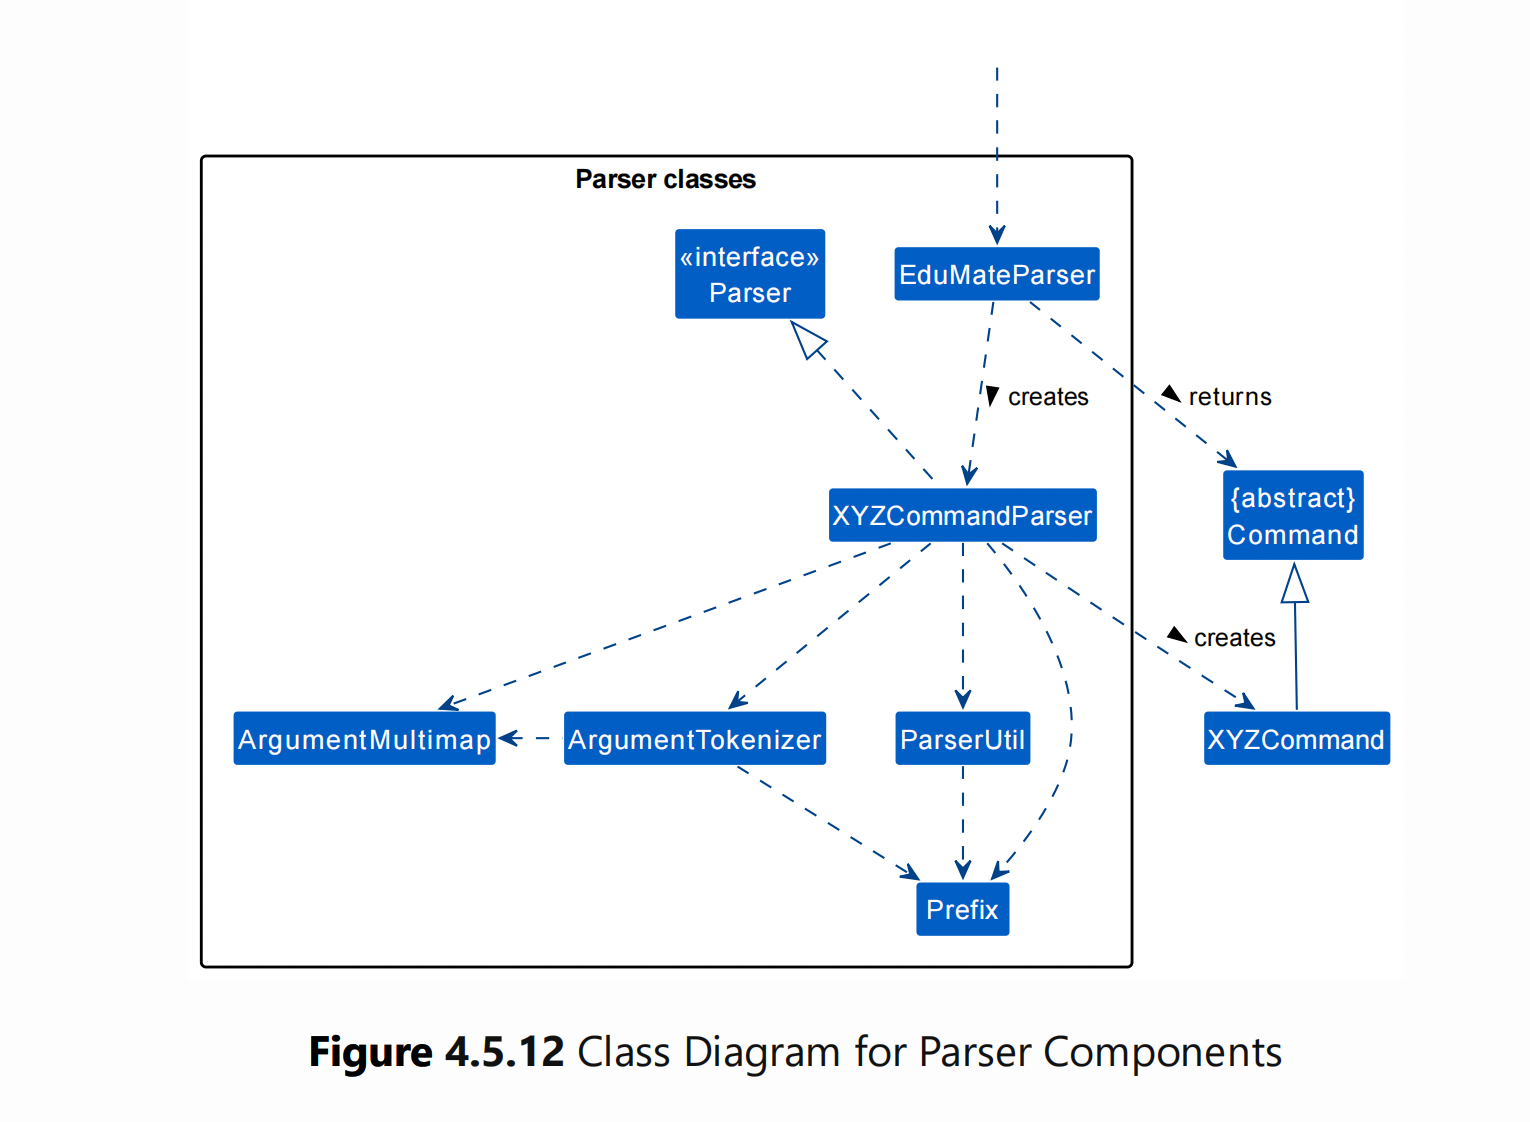 Parser classes
«interface»
Parser
EduMateParser
creates
returns
XYZCommandParser
{abstract}
Command
creates
ArgumentMultimap
ArgumentTokenizer
ParserUtil
XYZCommand
Prefix
Figure 4.5.12 Class Diagram for Parser Components